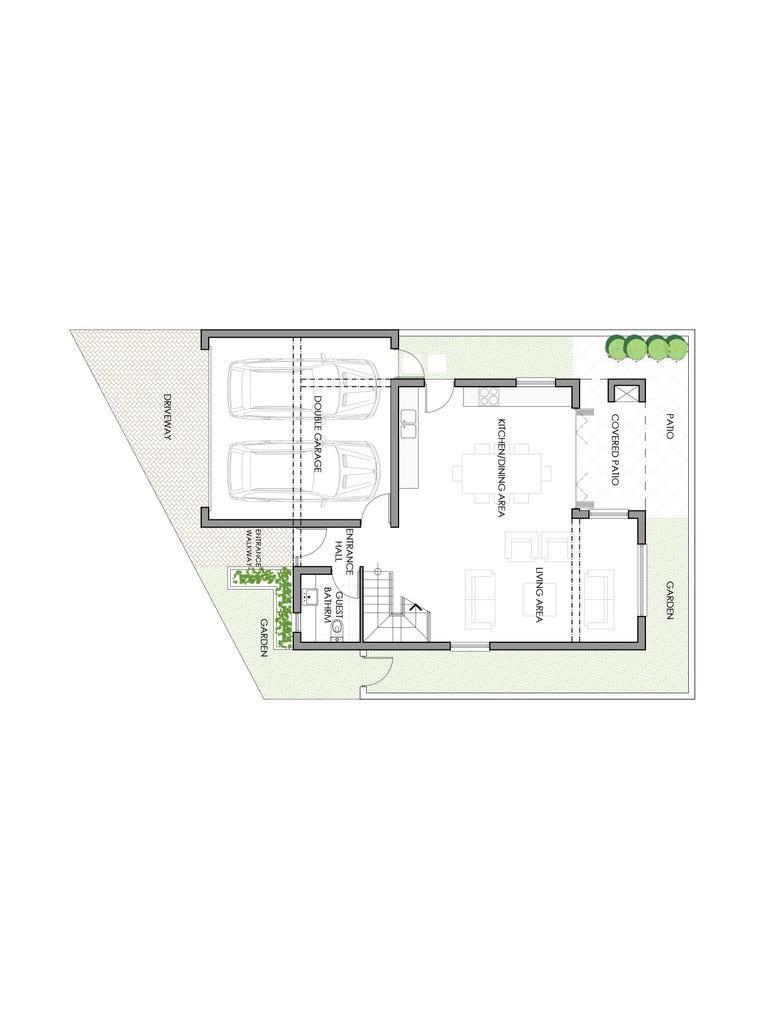 DRIVEWAY
DOUBLE GARAGE
KITCHEN/DINING AREA
COVERED PATIO
PATIO
ENTRANCE
WALKWAY
ENTRANCE
HALL
GUEST
BATHRM
LIVING AREA
GARDEN
GARDEN